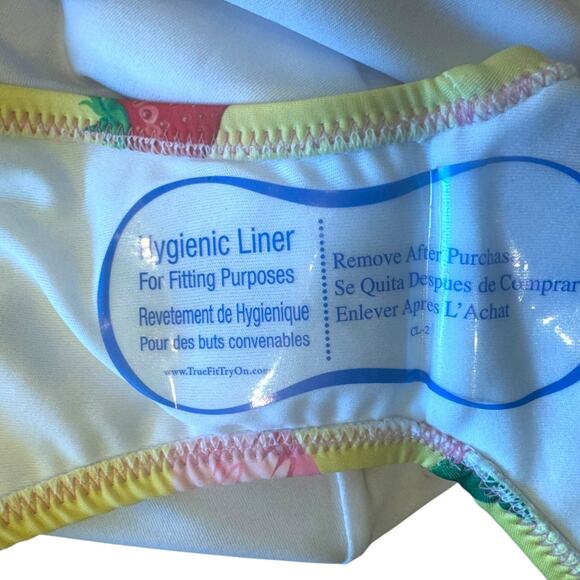 Hygienic Liner
For Fitting Purposes
Revetement de Hygienique
Pour des buts convenables
www.TrueFitTryOn.com
Remove After Purchase
Se Quita Despues de Comprar
Enlever Apres L'Achat
CL-2